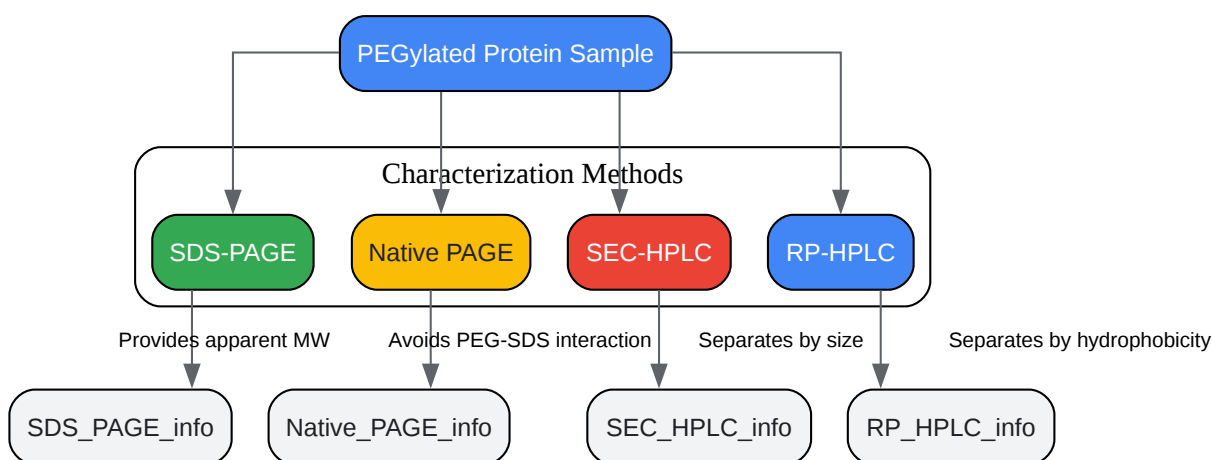 PEGylated Protein Sample
Characterization Methods
SDS-PAGE
Native PAGE
SEC-HPLC
RP-HPLC
Provides apparent MW
Avoids PEG-SDS interaction
Separates by size
Separates by hydrophobicity
SDS_PAGE_info
Native_PAGE_info
SEC_HPLC_info
RP_HPLC_info